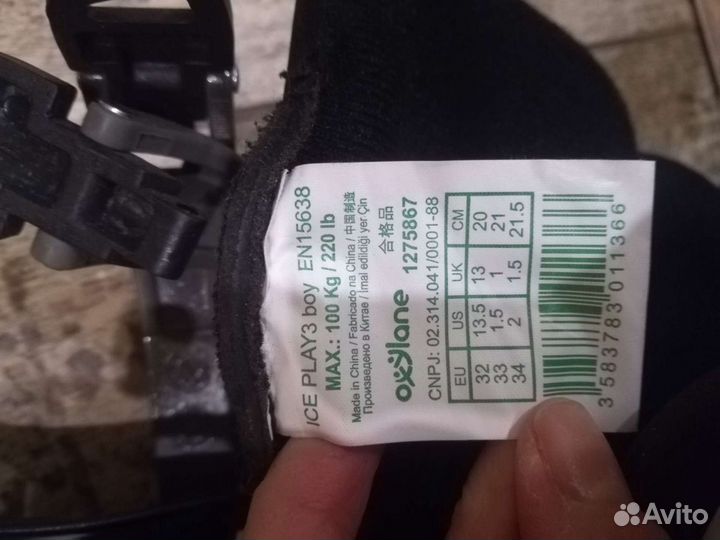 ICE PLAY3 boy EN15638
MAX.: 100 Kg / 220 lb
Made in China / Fabricado na China / 中国制造
Произведено в Китае / Imal edildiği yer Çin
合格品
oxylane 1275867
CNPJ: 02.314.041/0001-88
EU US UK CM
32 13.5 13 20
33 1.5 1 21
34 2 1.5 21.5
3 583783 011366
Avito